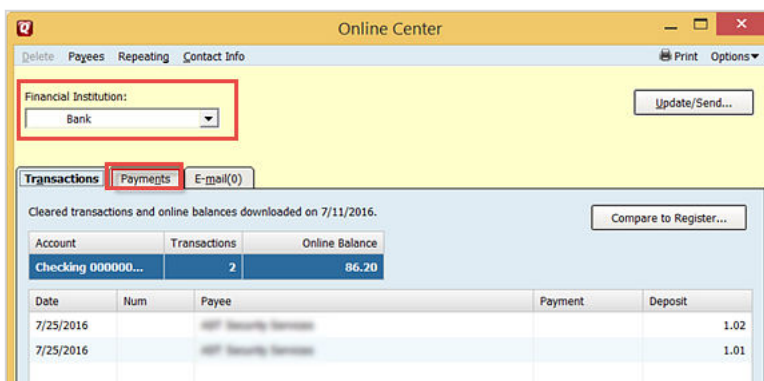 Online Center
Delete Payees Repeating Contact Info Print Options
Financial Institution:
Bank
Update/Send...
Transactions Payments E-mail(0)
Cleared transactions and online balances downloaded on 7/11/2016.
Compare to Register...
Account Transactions Online Balance
Checking 000000... 2 86.20
Date Num Payee Payment Deposit
7/25/2016 1.02
7/25/2016 1.01